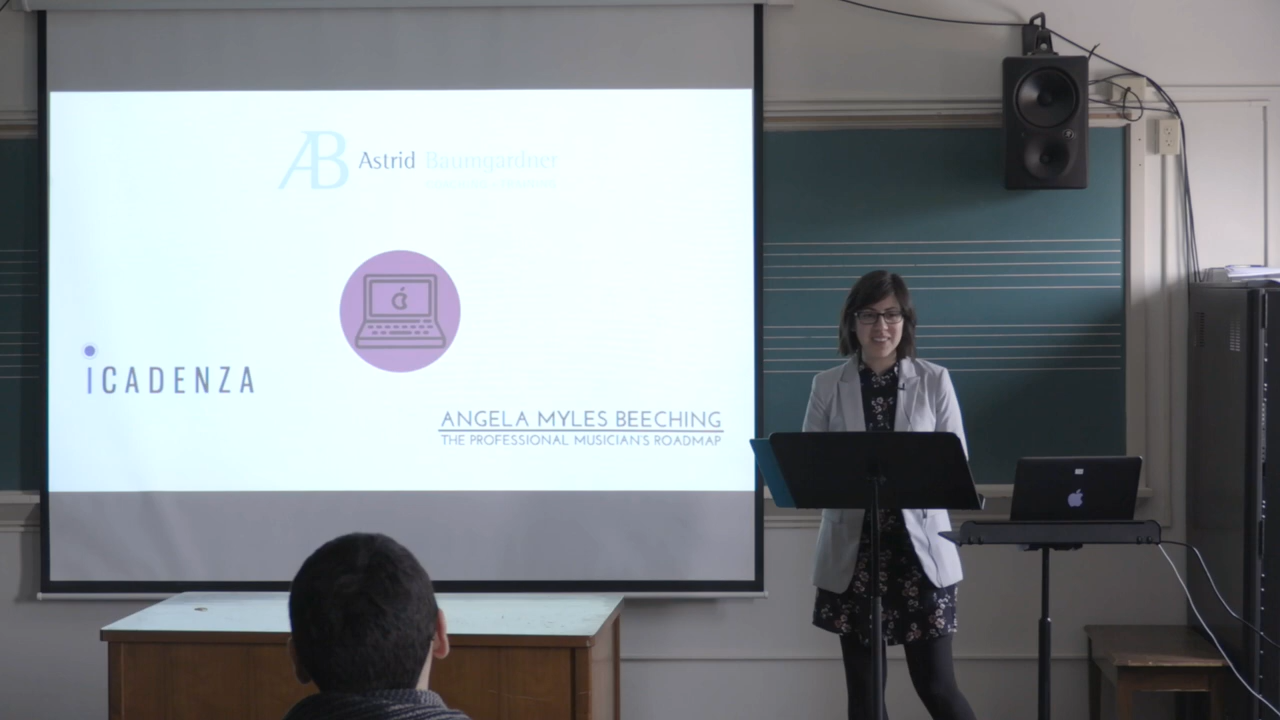 AB Astrid Baumgardner
iCADENZA
ANGELA MYLES BEECHING
THE PROFESSIONAL MUSICIAN'S ROADMAP